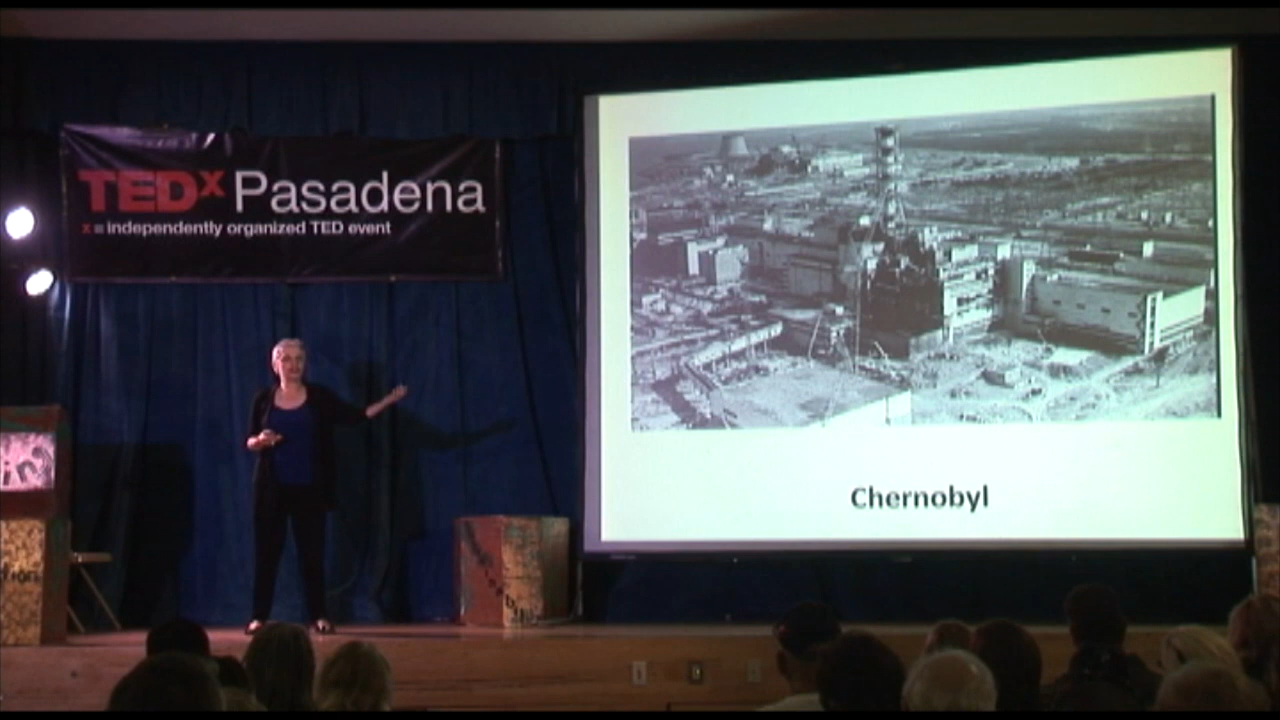 TEDx Pasadena
x = independently organized TED event
Chernobyl